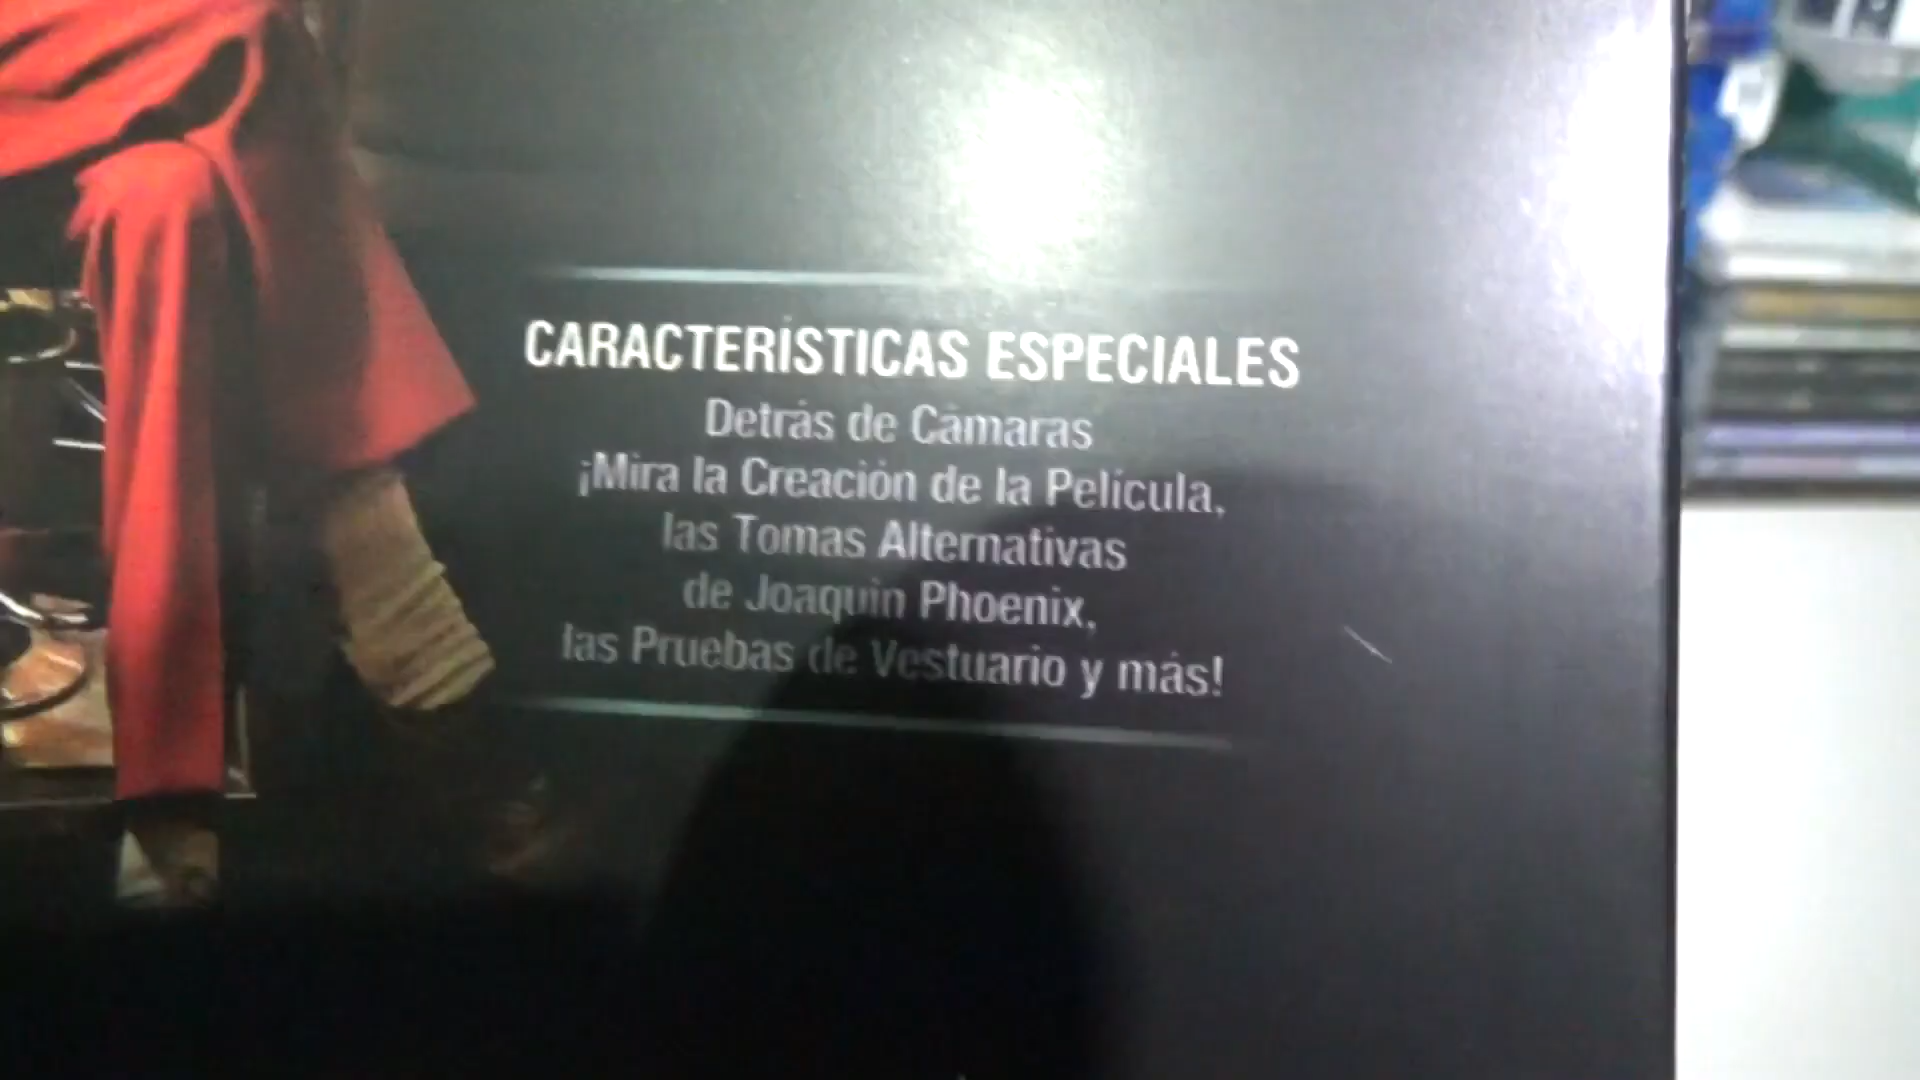 CARACTERÍSTICAS ESPECIALES
Detrás de Cámaras
¡Mira la Creación de la Película,
las Tomas Alternativas
de Joaquin Phoenix,
las Pruebas de Vestuario y más!